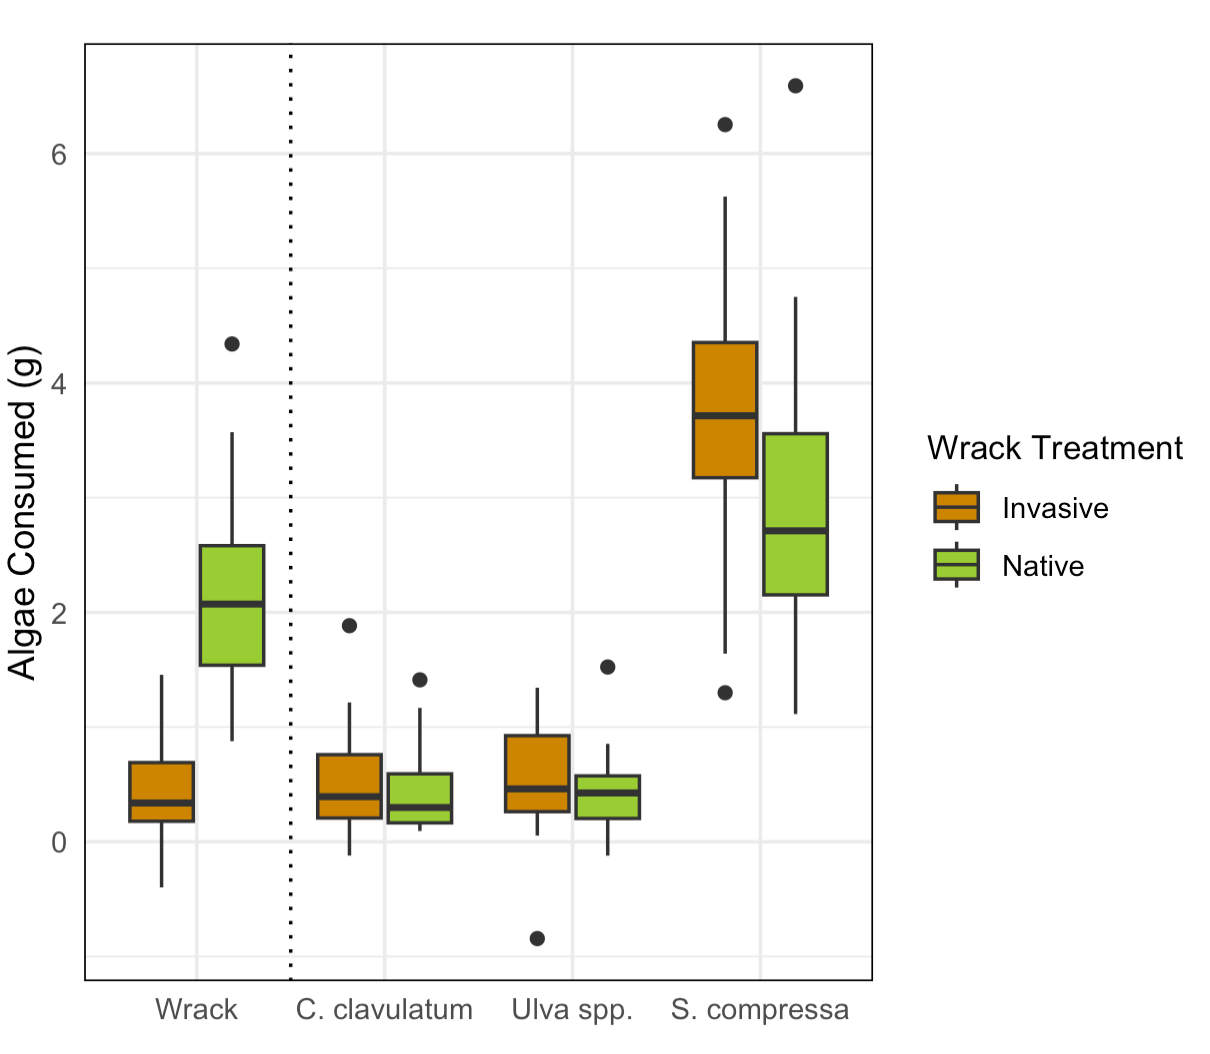 Algae Consumed (g)
6
4
2
0
Wrack C. clavulatum Ulva spp. S. compressa
Wrack Treatment
Invasive
Native